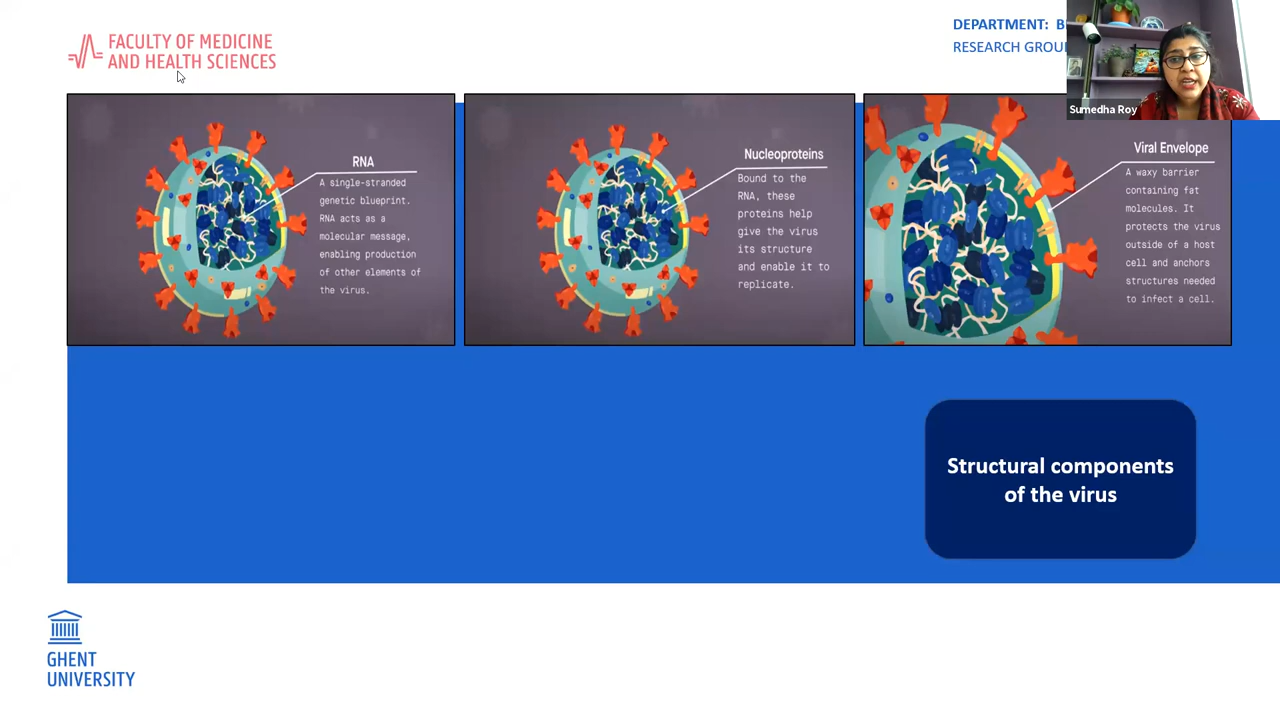 FACULTY OF MEDICINE
AND HEALTH SCIENCES
DEPARTMENT:
RESEARCH GROU
Sumedha Roy
RNA
A single-stranded
genetic blueprint.
RNA acts as a
molecular message,
enabling production
of other elements of
the virus.
Nucleoproteins
Bound to the
RNA, these
proteins help
give the virus
its structure
and enable it to
replicate.
Viral Envelope
A waxy barrier
containing fat
molecules. It
protects the virus
outside of a host
cell and anchors
structures needed
to infect a cell.
Structural components
of the virus
GHENT
UNIVERSITY